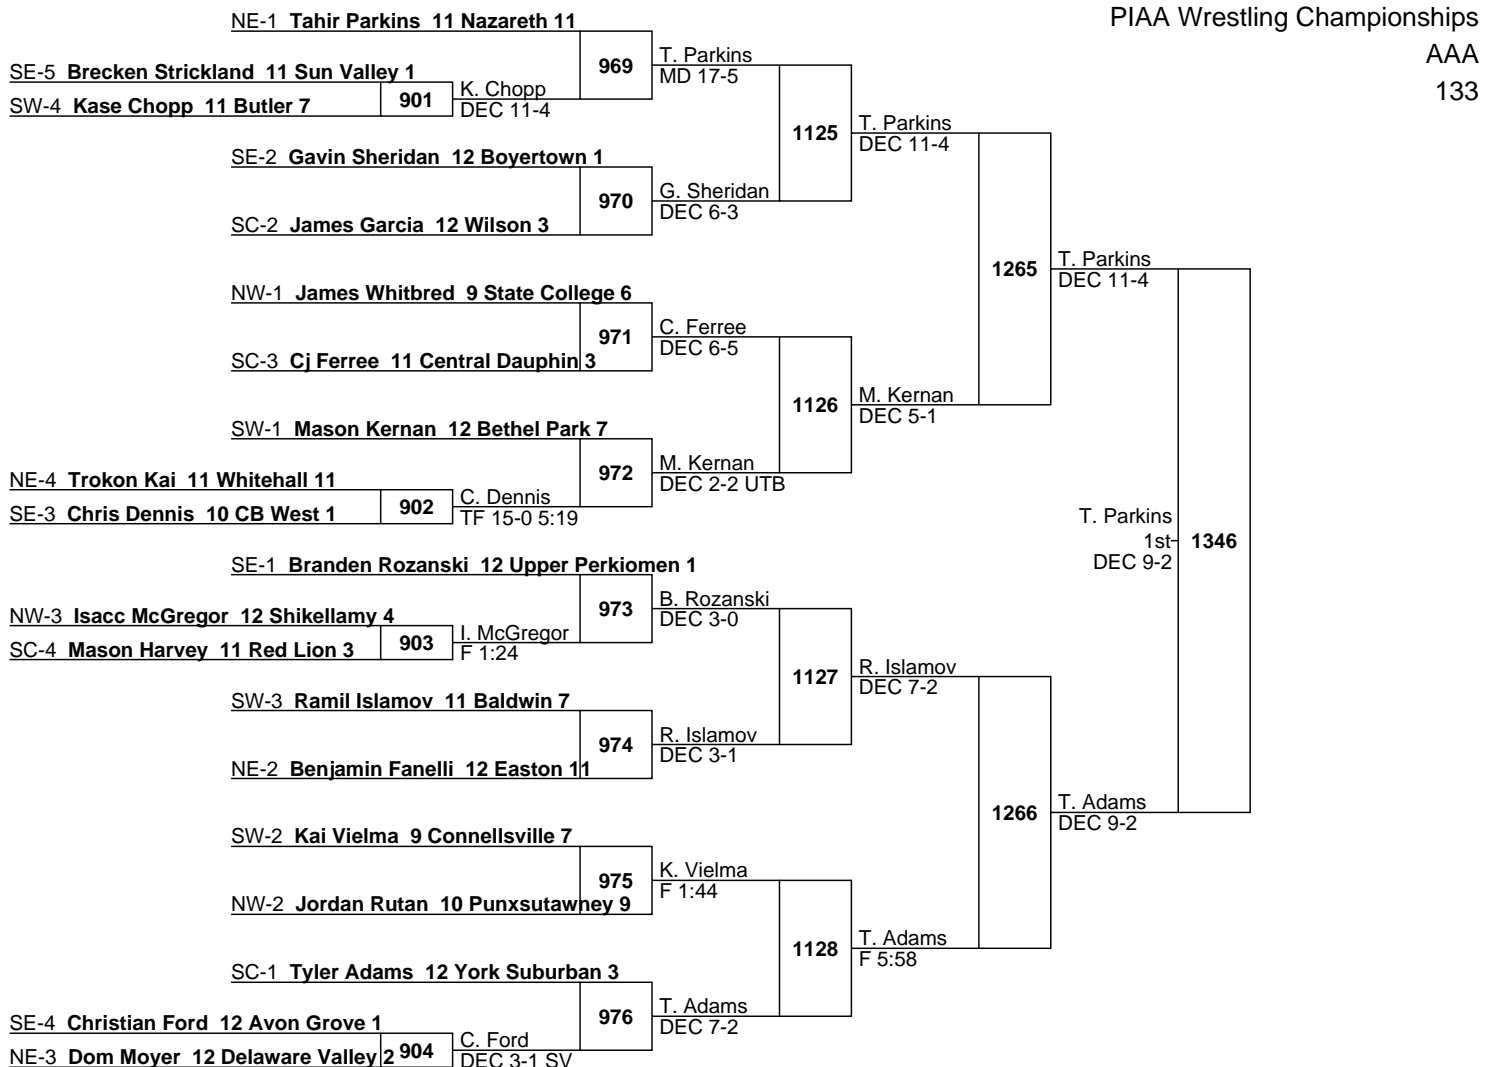 PIAA Wrestling Championships
AAA
133
NE-1 Tahir Parkins 11 Nazareth 11
SE-5 Brecken Strickland 11 Sun Valley 1
SW-4 Kase Chopp 11 Butler 7
901
K. Chopp
DEC 11-4
969
T. Parkins
MD 17-5
SE-2 Gavin Sheridan 12 Boyertown 1
SC-2 James Garcia 12 Wilson 3
970
G. Sheridan
DEC 6-3
1125
T. Parkins
DEC 11-4
NW-1 James Whitbred 9 State College 6
SC-3 Cj Ferree 11 Central Dauphin 3
971
C. Ferree
DEC 6-5
SW-1 Mason Kernan 12 Bethel Park 7
NE-4 Trokon Kai 11 Whitehall 11
SE-3 Chris Dennis 10 CB West 1
902
C. Dennis
TF 15-0 5:19
972
M. Kernan
DEC 2-2 UTB
1126
M. Kernan
DEC 5-1
1265
T. Parkins
DEC 11-4
SE-1 Branden Rozanski 12 Upper Perkiomen 1
NW-3 Isacc McGregor 12 Shikellamy 4
SC-4 Mason Harvey 11 Red Lion 3
903
I. McGregor
F 1:24
973
B. Rozanski
DEC 3-0
SW-3 Ramil Islamov 11 Baldwin 7
NE-2 Benjamin Fanelli 12 Easton 11
974
R. Islamov
DEC 3-1
1127
R. Islamov
DEC 7-2
SW-2 Kai Vielma 9 Connellsville 7
NW-2 Jordan Rutan 10 Punxsutawney 9
975
K. Vielma
F 1:44
SC-1 Tyler Adams 12 York Suburban 3
SE-4 Christian Ford 12 Avon Grove 1
NE-3 Dom Moyer 12 Delaware Valley 2
904
C. Ford
DEC 3-1 SV
976
T. Adams
DEC 7-2
1128
T. Adams
F 5:58
1266
T. Adams
DEC 9-2
T. Parkins
1st
DEC 9-2
1346